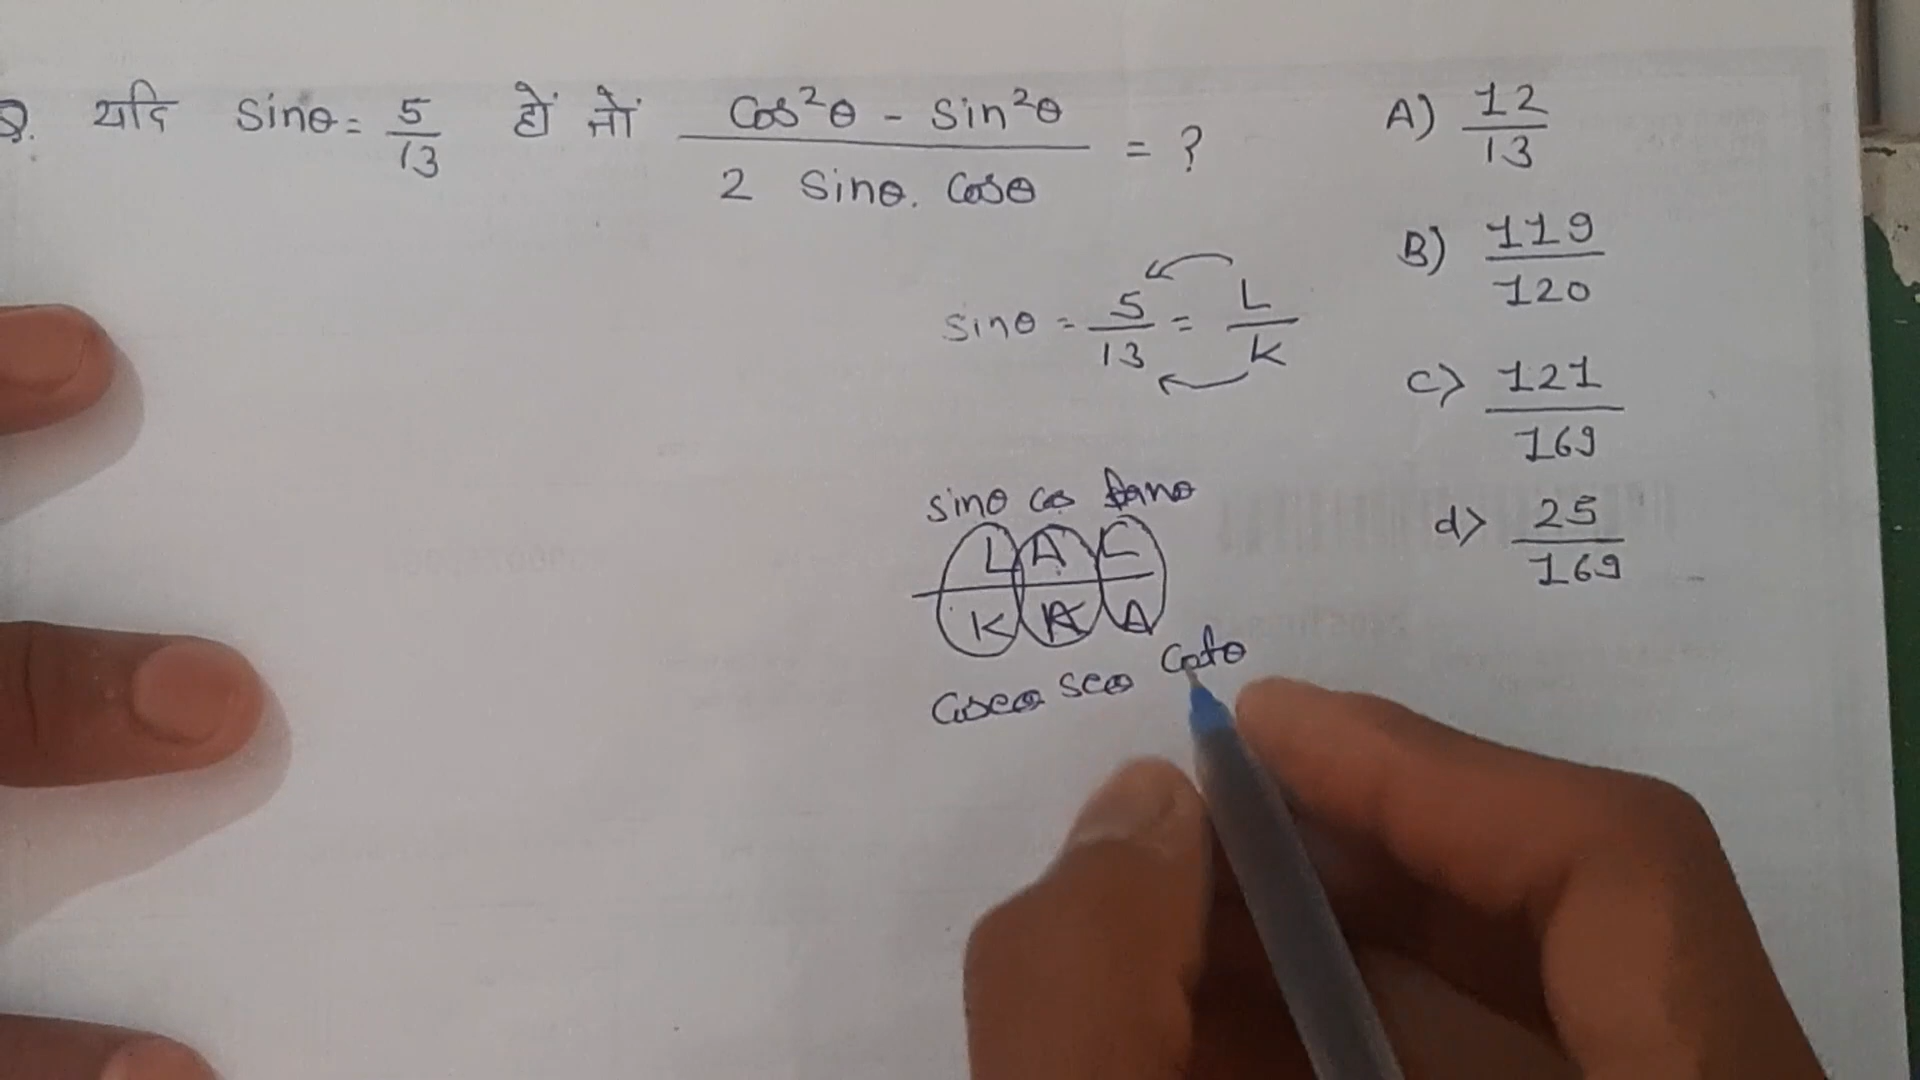 Q. यदि sinθ = 5/13 हो तो (cos²θ - sin²θ)/(2 sinθ. cosθ) = ?
A) 12/13
B) 119/120
C) 121/169
d) 25/169
sinθ = 5/13 = L/K
sinθ cos tanθ
L A L
K K A
cosecθ secθ cotθ